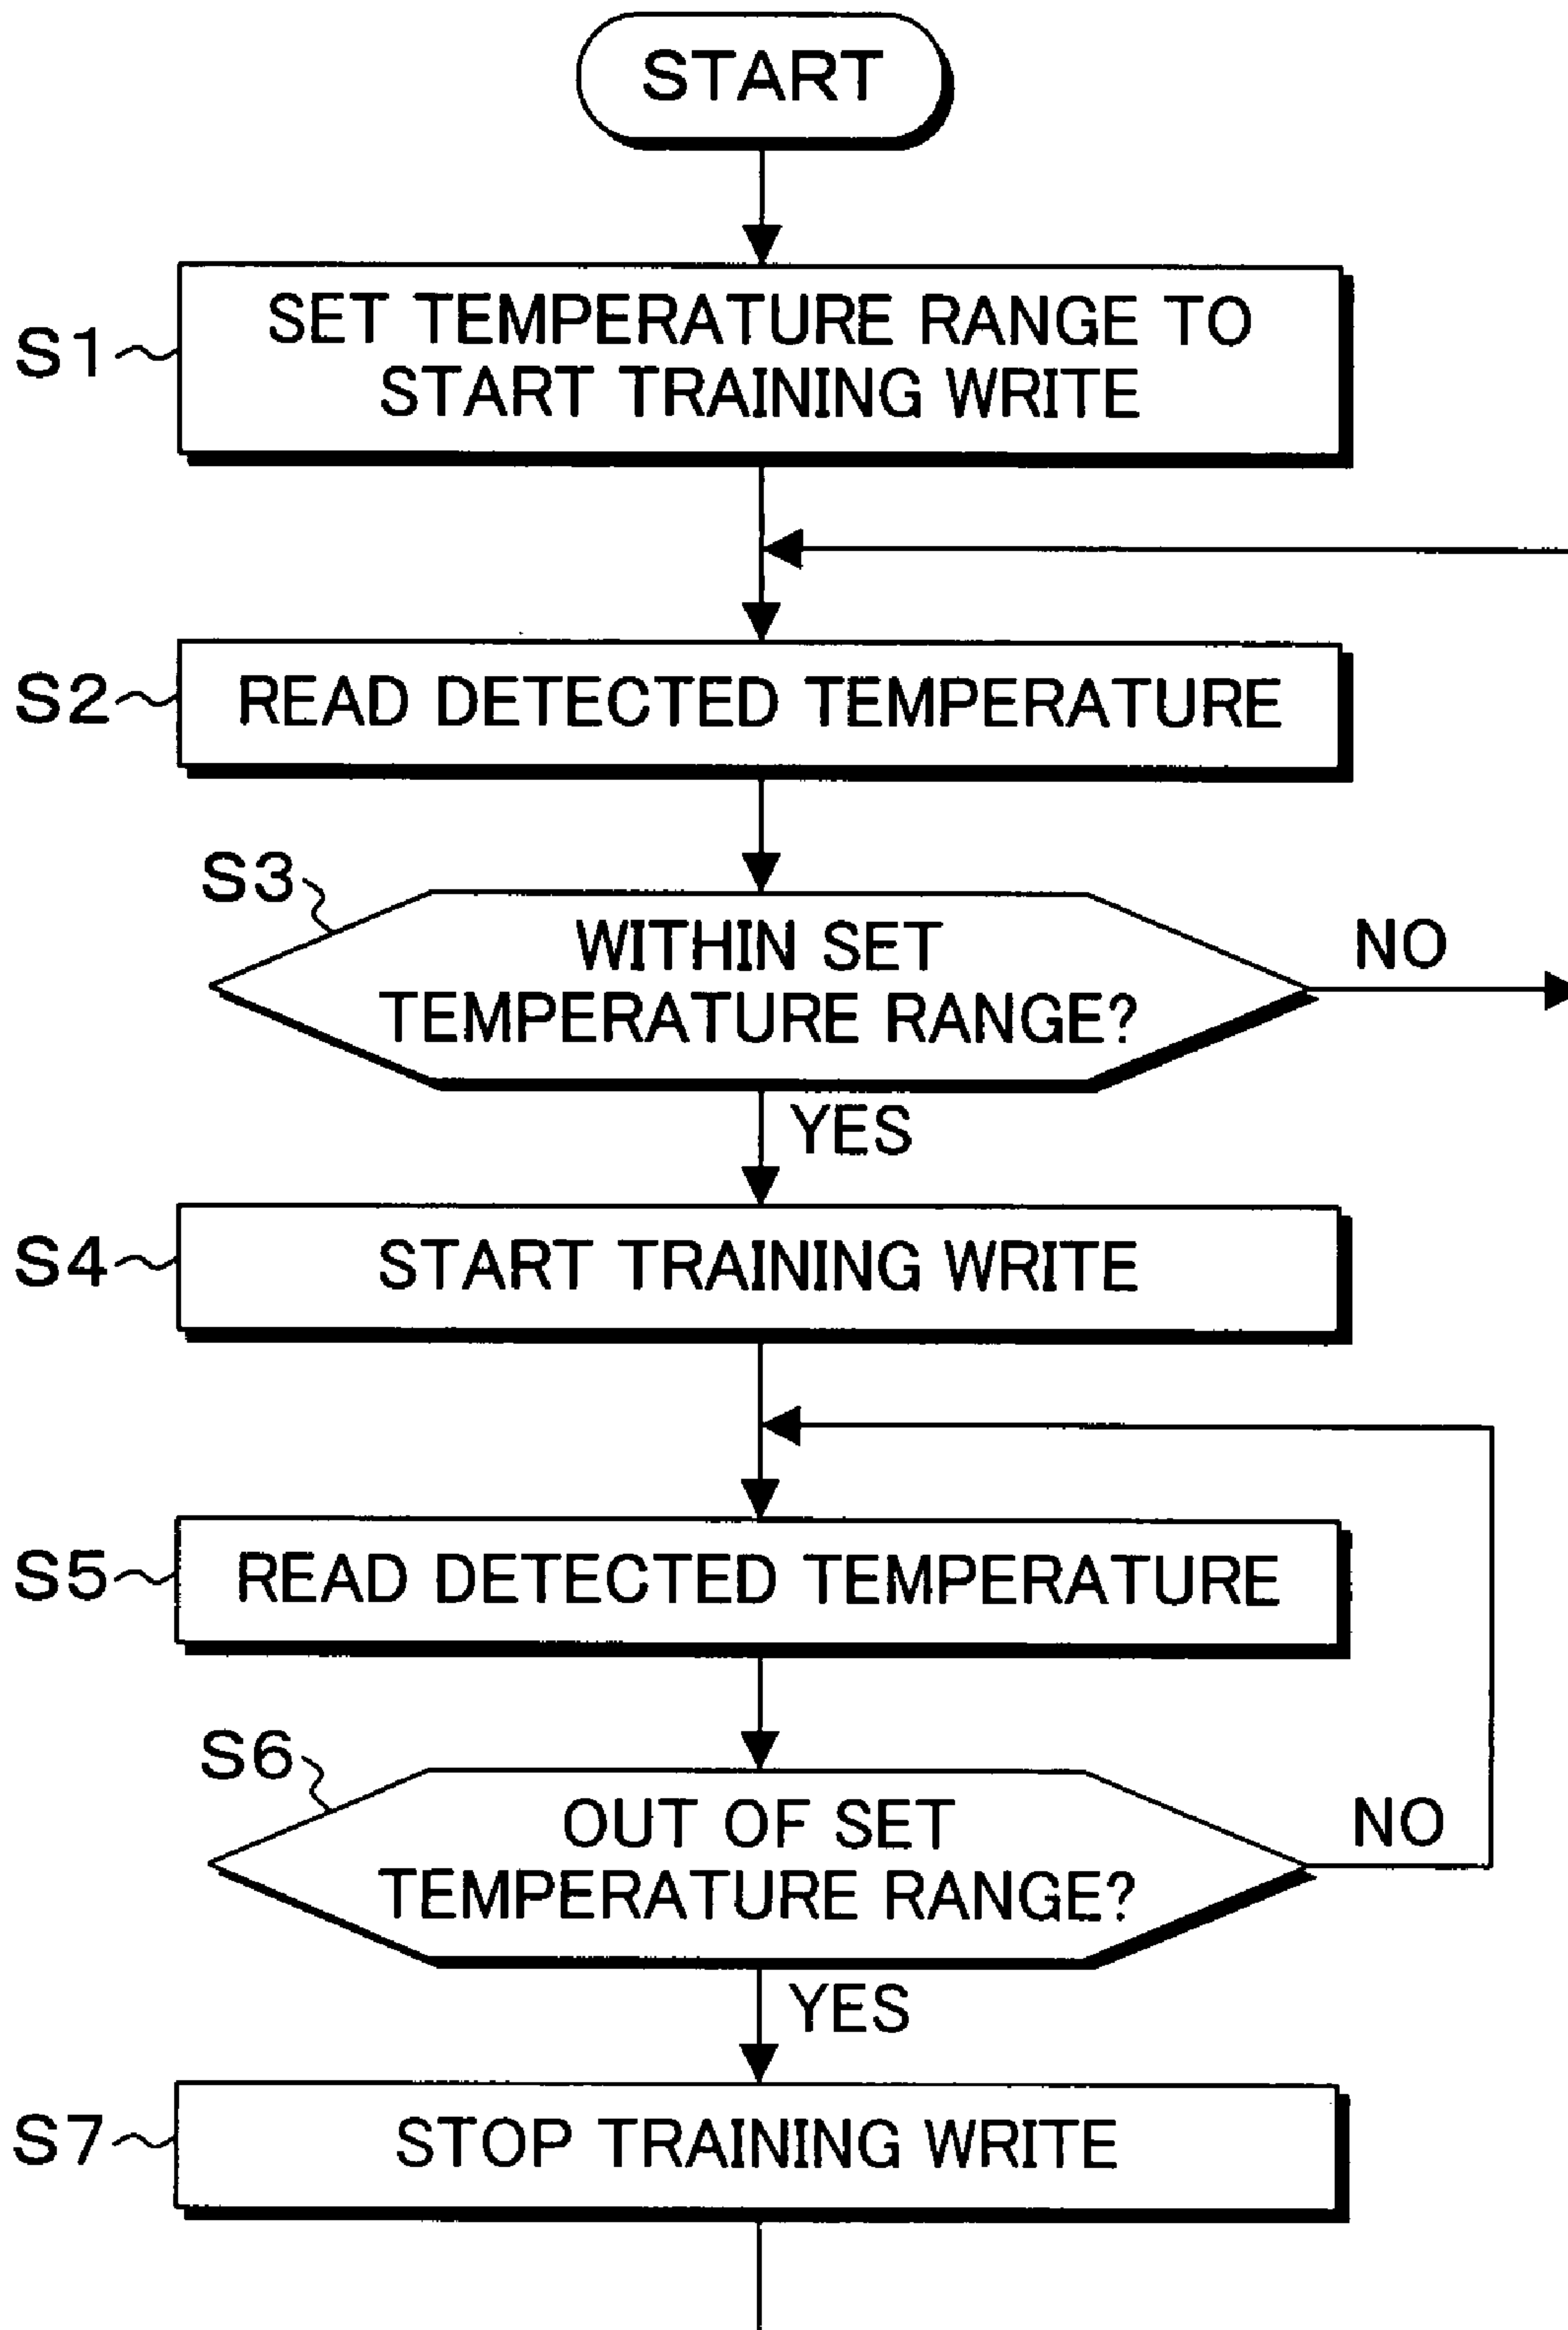 START
S1
SET TEMPERATURE RANGE TO
START TRAINING WRITE
S2
READ DETECTED TEMPERATURE
S3
WITHIN SET
TEMPERATURE RANGE?
NO
YES
S4
START TRAINING WRITE
S5
READ DETECTED TEMPERATURE
S6
OUT OF SET
TEMPERATURE RANGE?
NO
YES
S7
STOP TRAINING WRITE